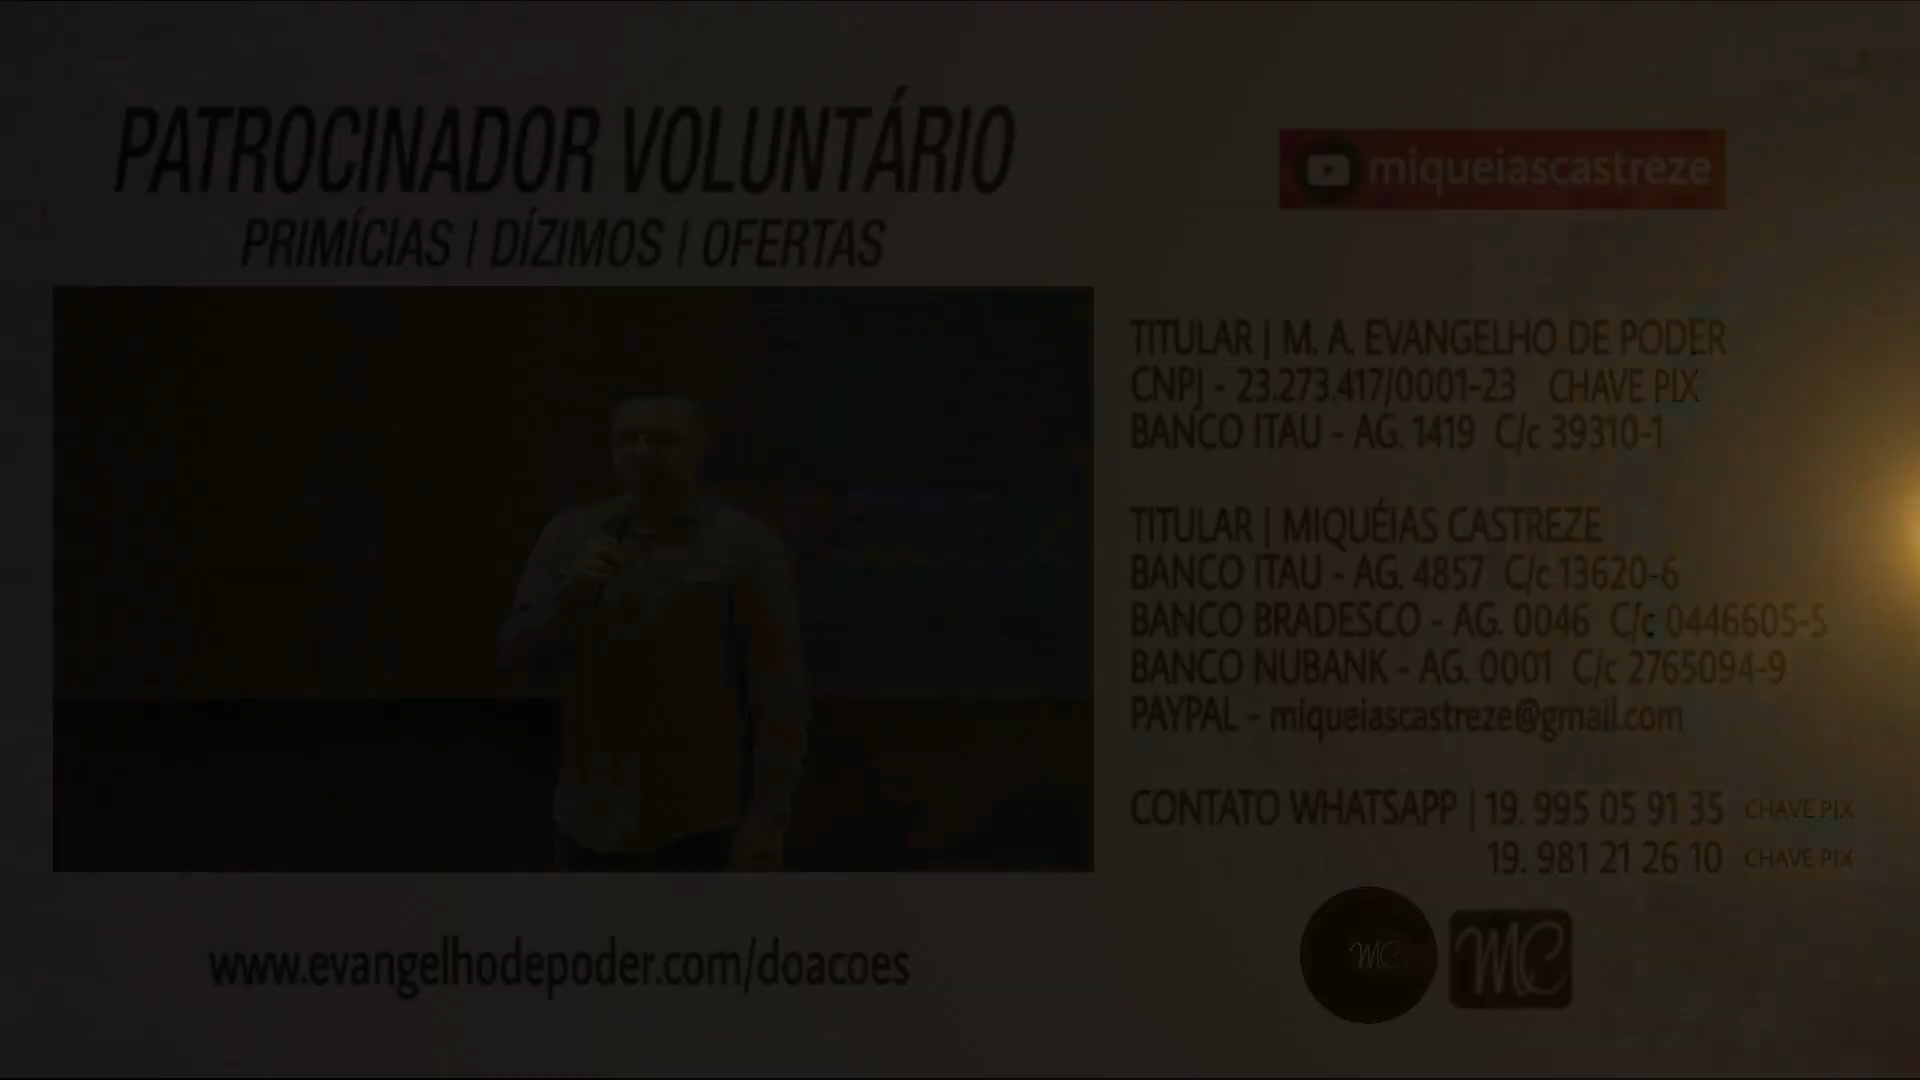 PATROCINADOR VOLUNTÁRIO
PRIMÍCIAS | DÍZIMOS | OFERTAS
www.evangelhodepoder.com/doacoes
miqueiascastreze
TITULAR | M. A. EVANGELHO DE PODER
CNPJ - 23.273.417/0001-23 CHAVE PIX
BANCO ITAU - AG. 1419 C/c 39310-1
TITULAR | MIQUÉIAS CASTREZE
BANCO ITAU - AG. 4857 C/c 13620-6
BANCO BRADESCO - AG. 0046 C/c 0446605-5
BANCO NUBANK - AG. 0001 C/c 2765094-9
PAYPAL - miqueiascastreze@gmail.com
CONTATO WHATSAPP | 19. 995 05 91 35 CHAVE PIX
19. 981 21 26 10 CHAVE PIX
MC MC